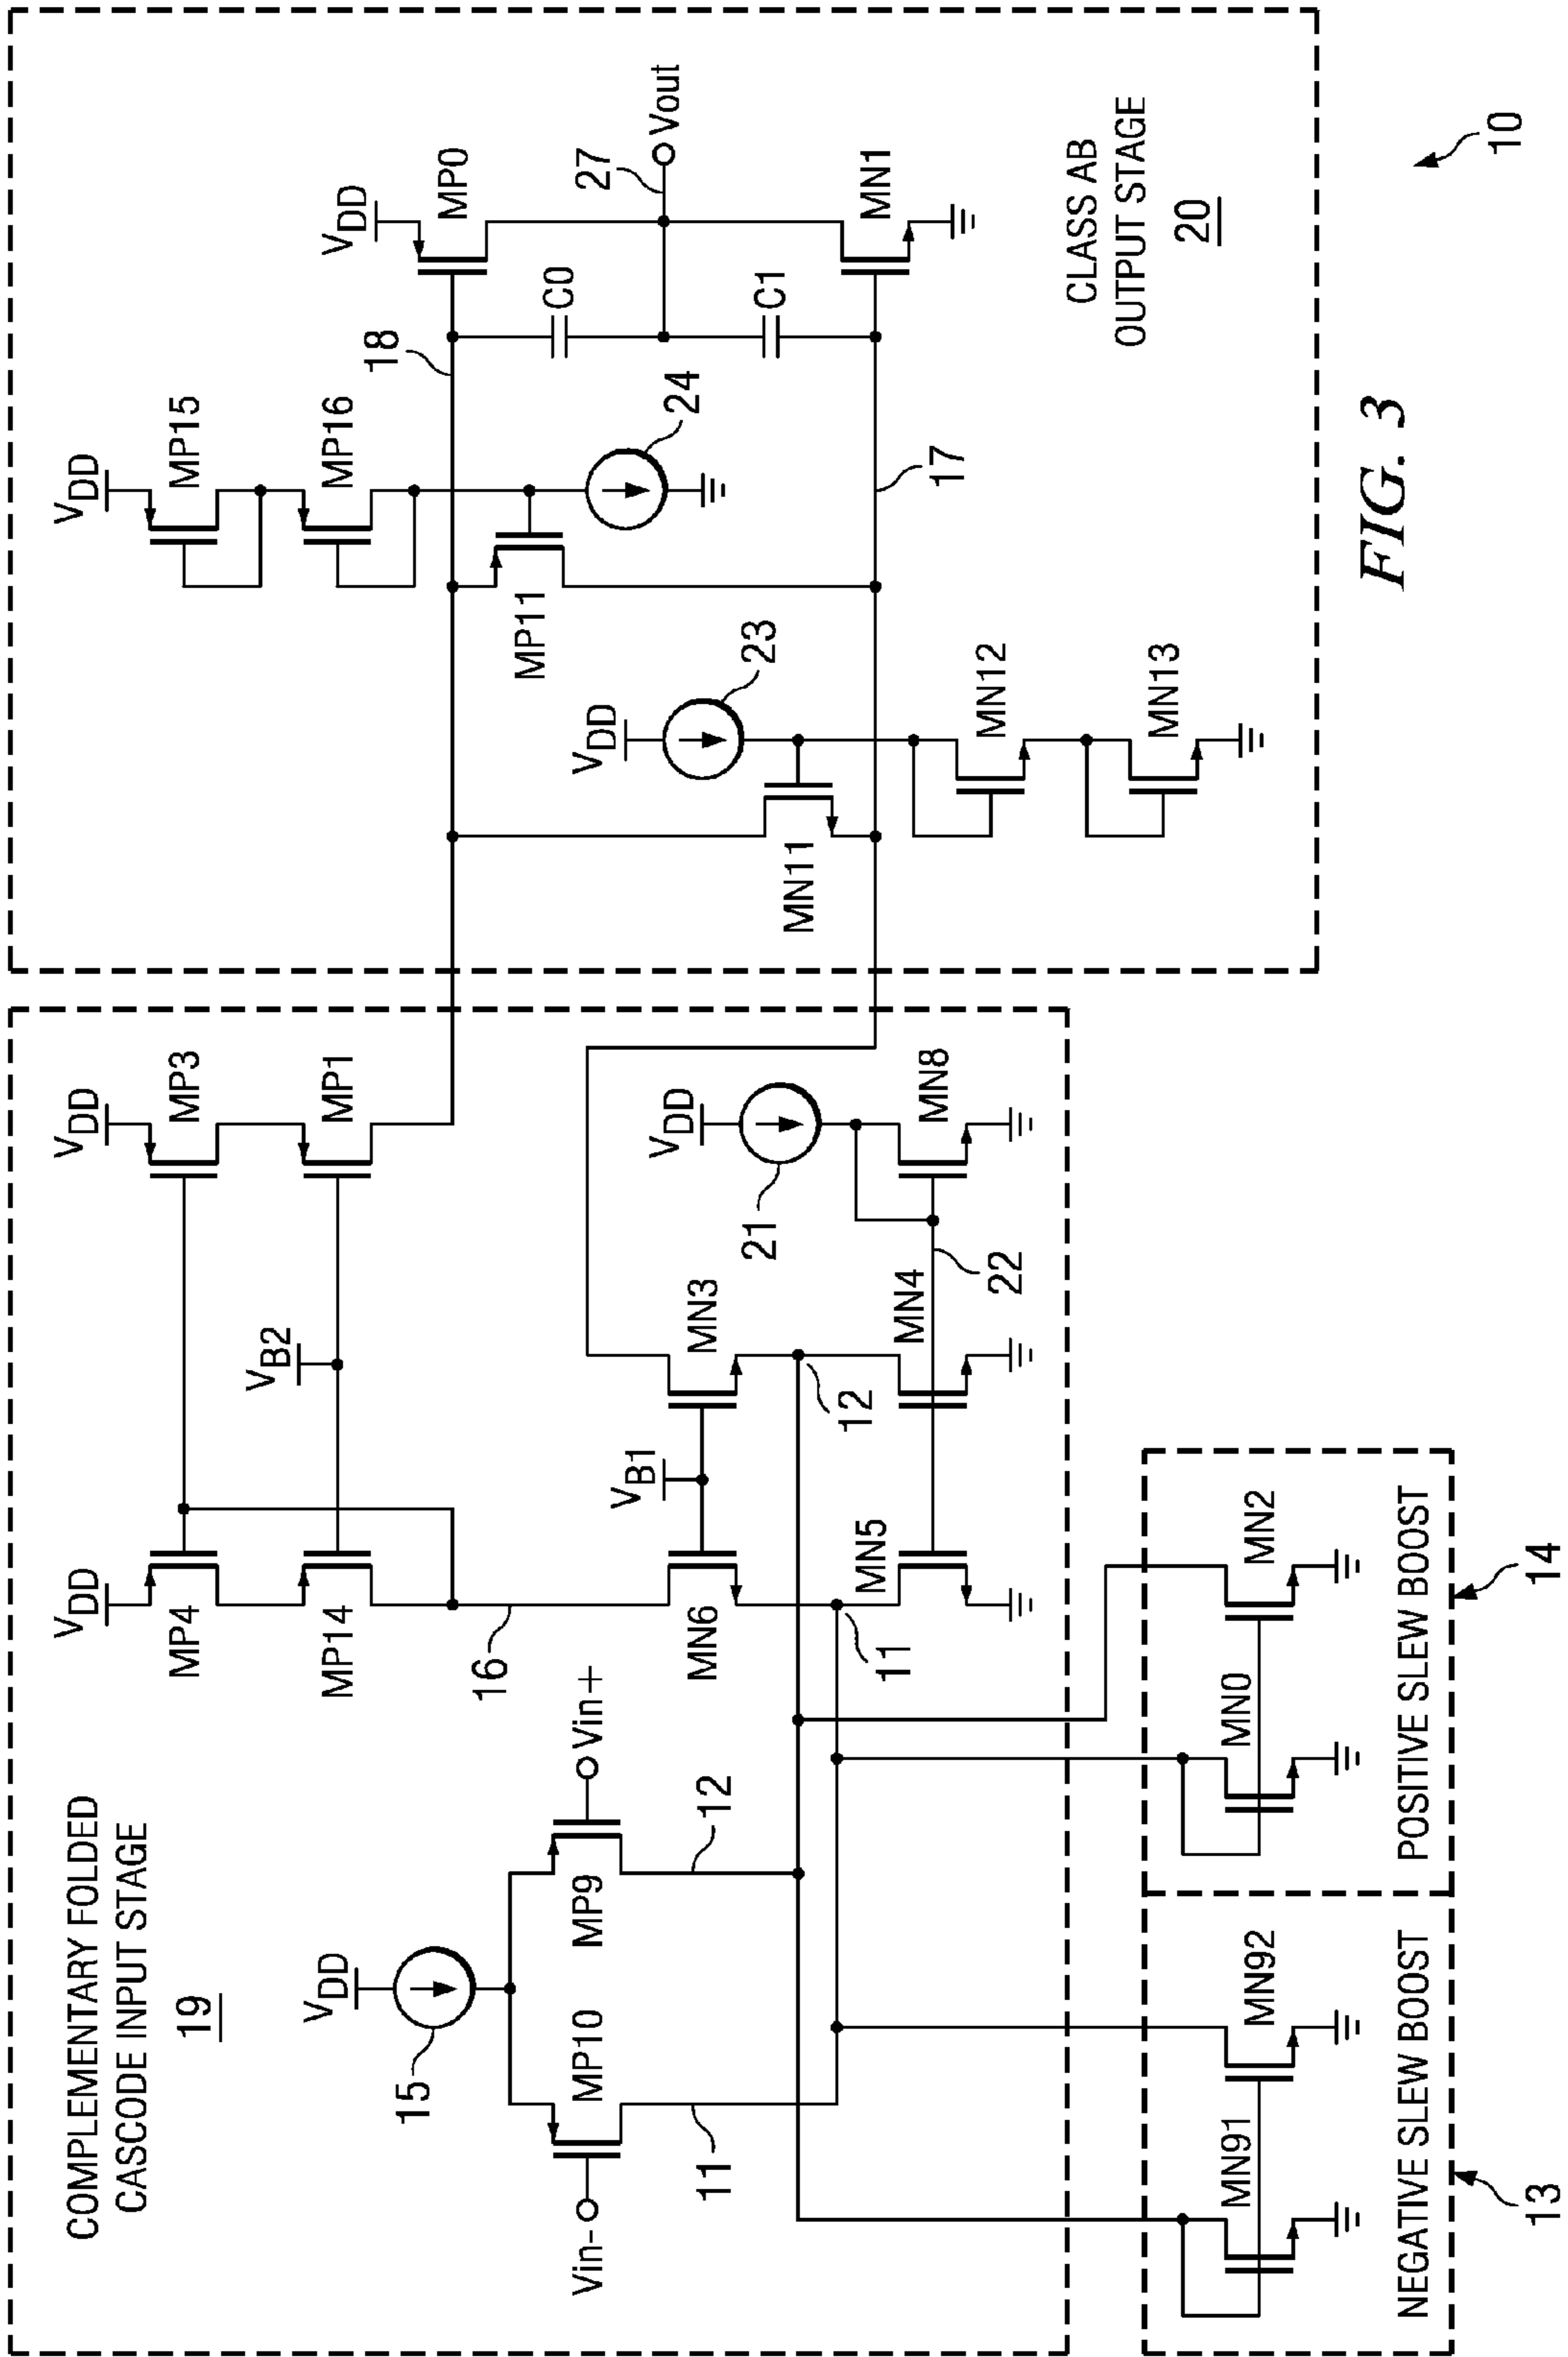 COMPLEMENTARY FOLDED
CASCODE INPUT STAGE
19
VDD
15
MP10
MP9
Vin-
Vin+
11
12
VDD
MP4
MP14
16
VB2
VDD
MP3
MP1
VB1
MN6
MN3
11
12
MN5
MN4
22
VDD
21
MN8
NEGATIVE SLEW BOOST
MN91
MN92
13
POSITIVE SLEW BOOST
MN0
MN2
14
VDD
MP15
MP16
24
MP11
VDD
23
MN11
MN12
MN13
18
17
VDD
MP0
C0
C1
27
Vout
MN1
CLASS AB
OUTPUT STAGE
20
10
FIG. 3